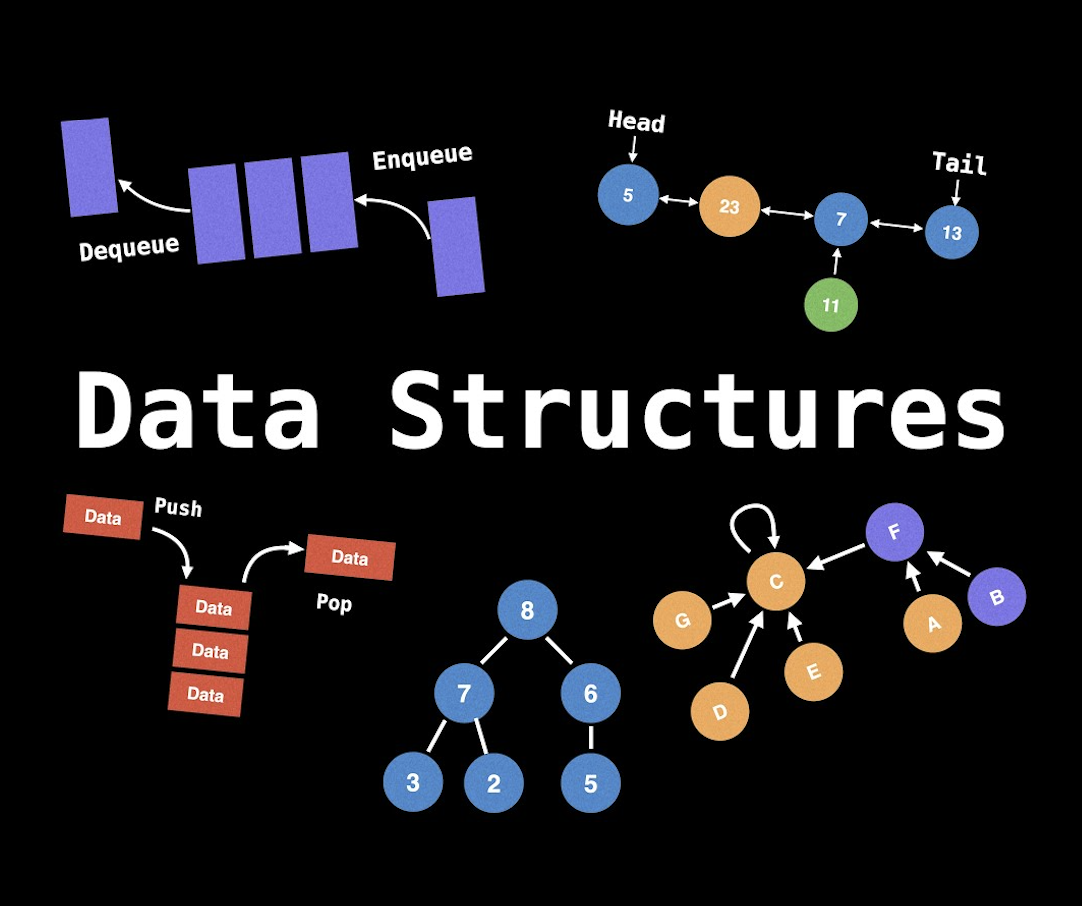 Enqueue
Dequeue
Head
Tail
5
23
7
13
11
Data Structures
Data
Push
Data
Pop
Data
Data
Data
8
7
6
3
2
5
F
C
B
G
A
E
D